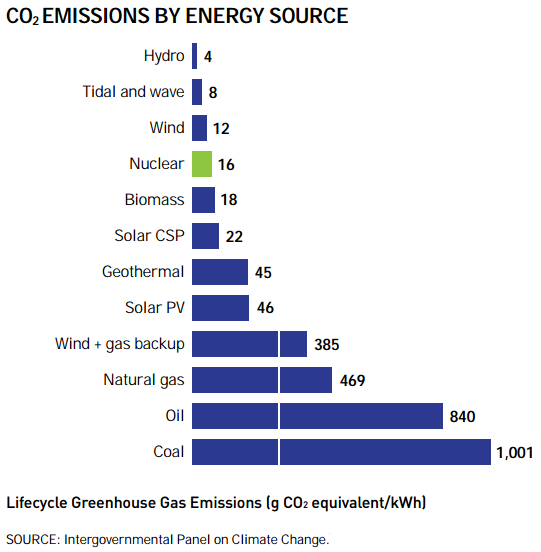 CO₂ EMISSIONS BY ENERGY SOURCE
Hydro 4
Tidal and wave 8
Wind 12
Nuclear 16
Biomass 18
Solar CSP 22
Geothermal 45
Solar PV 46
Wind + gas backup 385
Natural gas 469
Oil 840
Coal 1,001
Lifecycle Greenhouse Gas Emissions (g CO₂ equivalent/kWh)
SOURCE: Intergovernmental Panel on Climate Change.